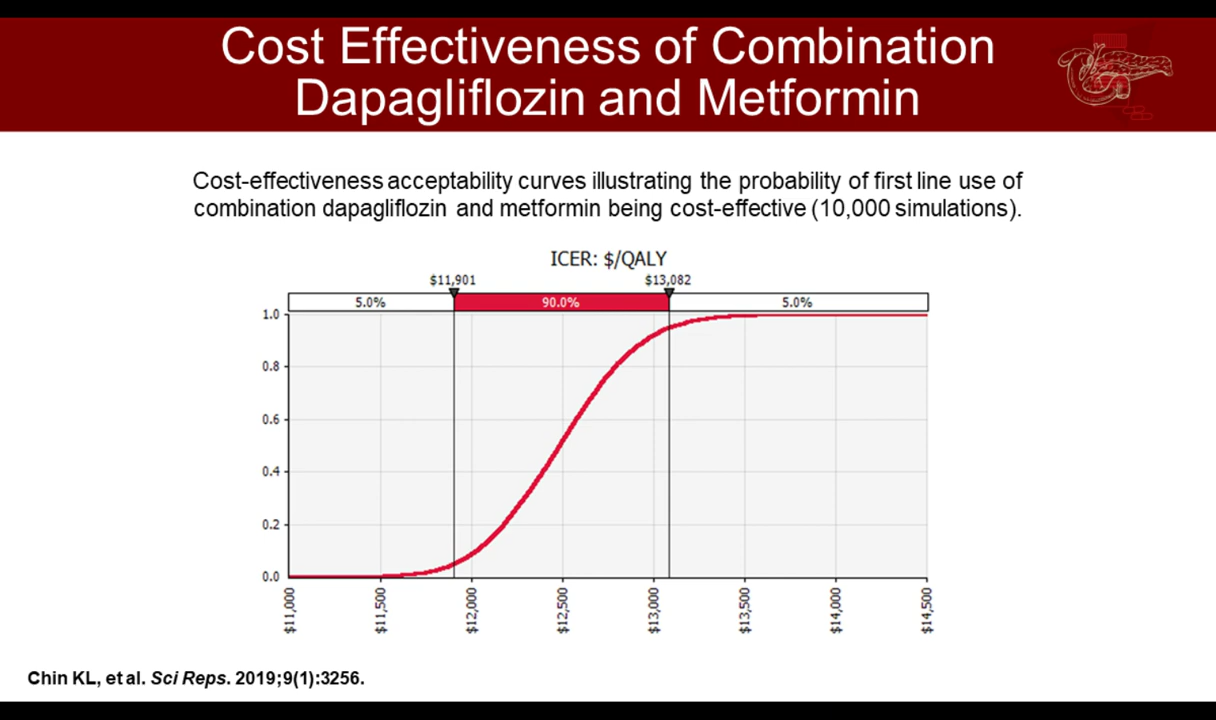 Cost Effectiveness of Combination
Dapagliflozin and Metformin
Cost-effectiveness acceptability curves illustrating the probability of first line use of
combination dapagliflozin and metformin being cost-effective (10,000 simulations).
ICER: $/QALY
$11,901 $13,082
5.0% 90.0% 5.0%
1.0
0.8
0.6
0.4
0.2
0.0
$11,000 $11,500 $12,000 $12,500 $13,000 $13,500 $14,000 $14,500
Chin KL, et al. Sci Reps. 2019;9(1):3256.